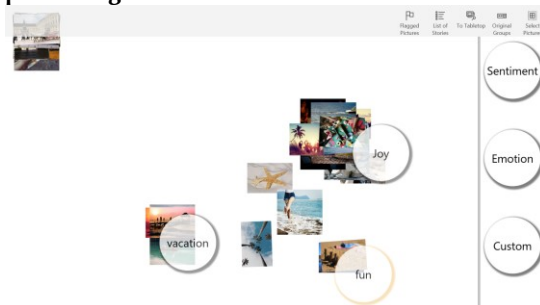 Flagged
Pictures
List of
Stories
To Tabletop
Original
Groups
Select
Picture
Sentiment
Joy
Emotion
vacation
Custom
fun